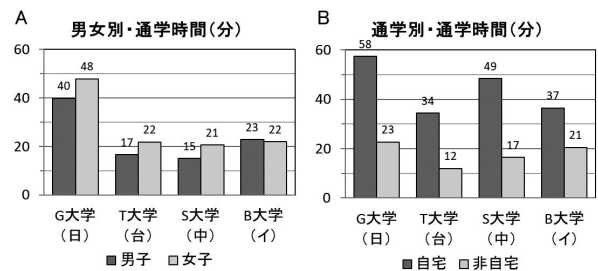 A
男女別・通学時間（分）
60
40
20
0
40
48
17
22
15
21
23
22
G大学
（日）
T大学
（台）
S大学
（中）
B大学
（イ）
■男子 ■女子
B
通学別・通学時間（分）
60
40
20
0
58
23
34
12
49
17
37
21
G大学
（日）
T大学
（台）
S大学
（中）
B大学
（イ）
■自宅 ■非自宅